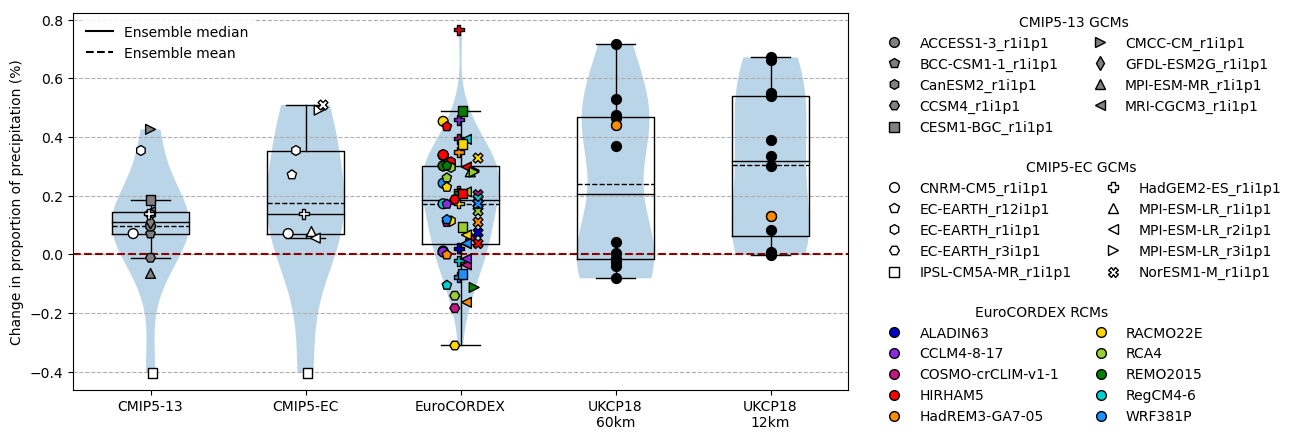 Change in proportion of precipitation (%)
0.8
0.6
0.4
0.2
0.0
−0.2
−0.4
Ensemble median
Ensemble mean
CMIP5-13
CMIP5-EC
EuroCORDEX
UKCP18
60km
UKCP18
12km
CMIP5-13 GCMs
ACCESS1-3_r1i1p1
BCC-CSM1-1_r1i1p1
CanESM2_r1i1p1
CCSM4_r1i1p1
CESM1-BGC_r1i1p1
CMCC-CM_r1i1p1
GFDL-ESM2G_r1i1p1
MPI-ESM-MR_r1i1p1
MRI-CGCM3_r1i1p1
CMIP5-EC GCMs
CNRM-CM5_r1i1p1
EC-EARTH_r12i1p1
EC-EARTH_r1i1p1
EC-EARTH_r3i1p1
IPSL-CM5A-MR_r1i1p1
HadGEM2-ES_r1i1p1
MPI-ESM-LR_r1i1p1
MPI-ESM-LR_r2i1p1
MPI-ESM-LR_r3i1p1
NorESM1-M_r1i1p1
EuroCORDEX RCMs
ALADIN63
CCLM4-8-17
COSMO-crCLIM-v1-1
HIRHAM5
HadREM3-GA7-05
RACMO22E
RCA4
REMO2015
RegCM4-6
WRF381P